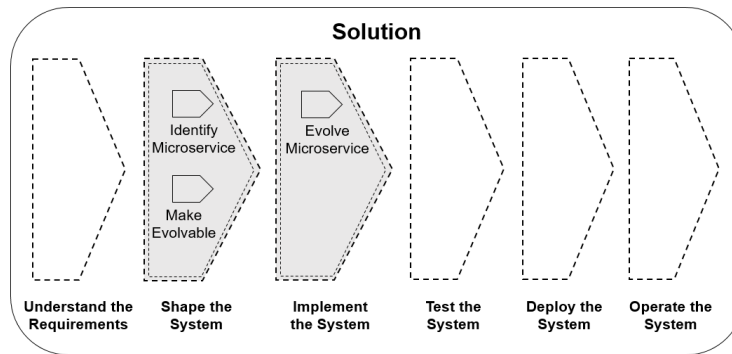 Solution
Identify
Microservice
Make
Evolvable
Evolve
Microservice
Understand the
Requirements
Shape the
System
Implement
the System
Test the
System
Deploy the
System
Operate the
System